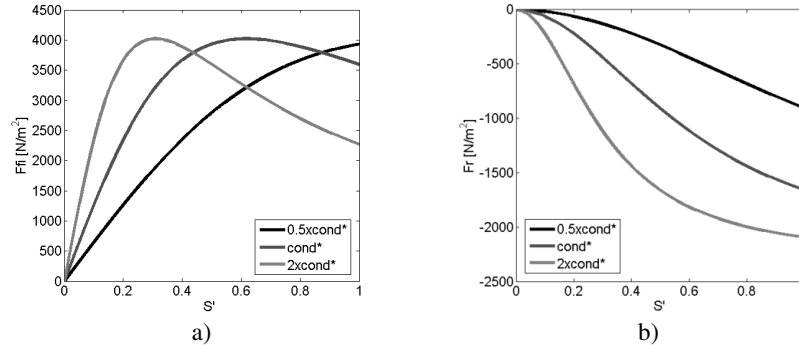 4500
4000
3500
3000
2500
2000
1500
1000
500
0
Ffi [N/m²]
0 0.2 0.4 0.6 0.8 1
S'
0.5xcond*
cond*
2xcond*
a)
0
-500
-1000
-1500
-2000
-2500
Fr [N/m²]
0 0.2 0.4 0.6 0.8
S'
0.5xcond*
cond*
2xcond*
b)